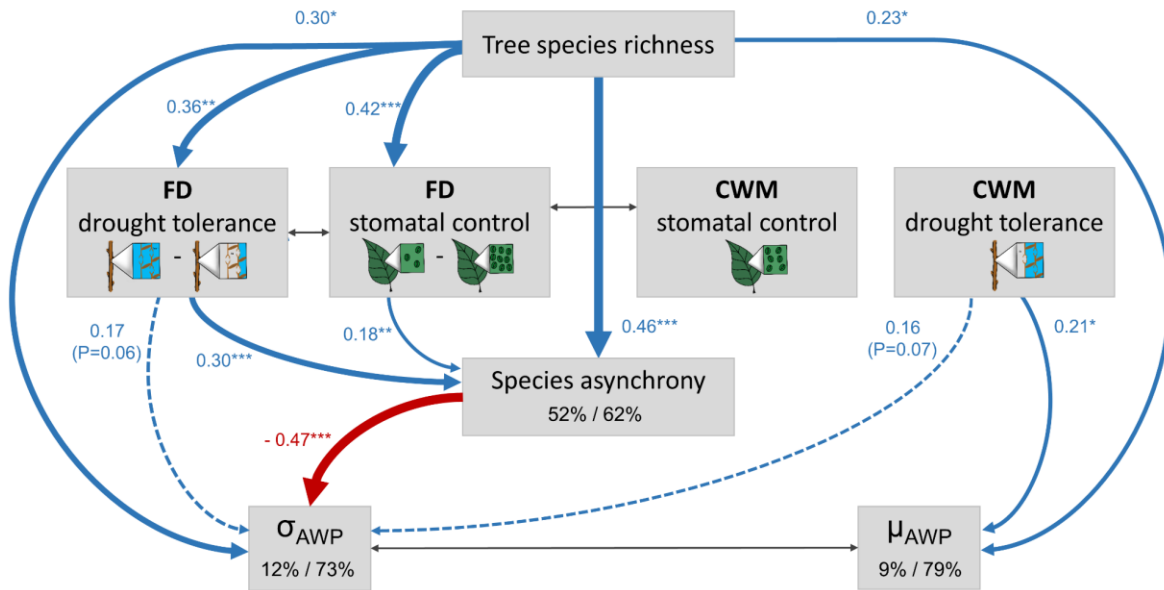 0.30*
Tree species richness
0.23*
0.36**
0.42***
FD
drought tolerance
-
FD
stomatal control
-
CWM
stomatal control
CWM
drought tolerance
0.17
(P=0.06)
0.30***
0.18**
0.46***
0.16
(P=0.07)
0.21*
Species asynchrony
52% / 62%
- 0.47***
σAWP
12% / 73%
μAWP
9% / 79%